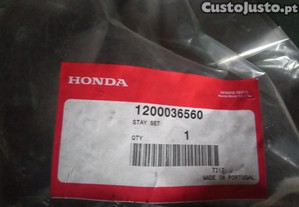 CustoJusto.pt
HONDA
1200036560
STAY SET
QTY
1
MADE IN PORTUGAL